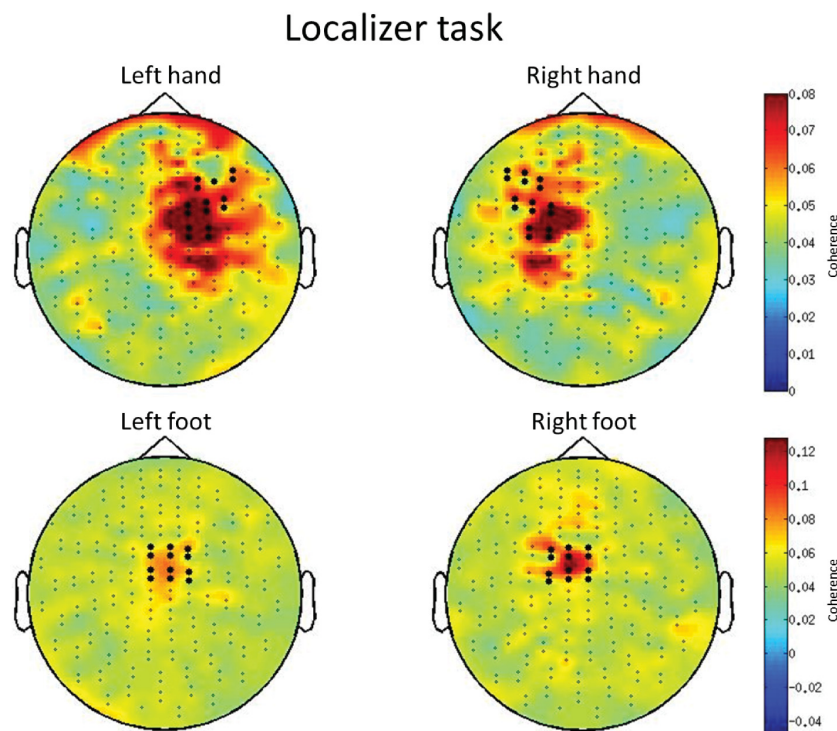 Localizer task
Left hand
Right hand
0.08
0.07
0.06
0.05
0.04
0.03
0.02
0.01
0
Coherence
Left foot
Right foot
0.12
0.1
0.08
0.06
0.04
0.02
0
−0.02
−0.04
Coherence